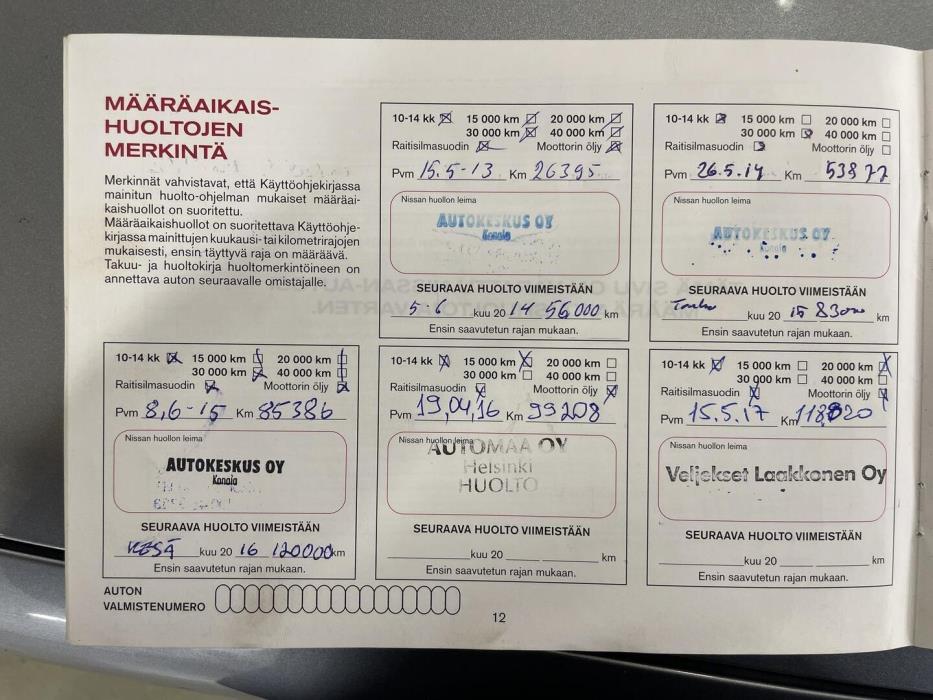 MÄÄRÄAIKAIS-
HUOLTOJEN
MERKINTÄ
Merkinnät vahvistavat, että Käyttöohjekirjassa
mainitun huolto-ohjelman mukaiset määräai-
kaishuollot on suoritettu.
Määräaikaishuollot on suoritettava Käyttöohje-
kirjassa mainittujen kuukausi- tai kilometrirajojen
mukaisesti, ensin täyttyvä raja on määräävä.
Takuu- ja huoltokirja huoltomerkintöineen on
annettava auton seuraavalle omistajalle.
10-14 kk 15 000 km 20 000 km
30 000 km 40 000 km
Raitisilmasuodin Moottorin öljy
Pvm 15.5-13 Km 26395
Nissan huollon leima
AUTOKESKUS OY
Konala
SEURAAVA HUOLTO VIIMEISTÄÄN
5-6 kuu 20 14 56000 km
Ensin saavutetun rajan mukaan.
10-14 kk 15 000 km 20 000 km
30 000 km 40 000 km
Raitisilmasuodin Moottorin öljy
Pvm 26.5.14 Km 53877
Nissan huollon leima
AUTOKESKUS OY
Konala
SEURAAVA HUOLTO VIIMEISTÄÄN
kuu 20 15 83000 km
Ensin saavutetun rajan mukaan.
10-14 kk 15 000 km 20 000 km
30 000 km 40 000 km
Raitisilmasuodin Moottorin öljy
Pvm 8,6-15 Km 85386
Nissan huollon leima
AUTOKESKUS OY
Konala
SEURAAVA HUOLTO VIIMEISTÄÄN
KESÄ kuu 20 16 120000 km
Ensin saavutetun rajan mukaan.
10-14 kk 15 000 km 20 000 km
30 000 km 40 000 km
Raitisilmasuodin Moottorin öljy
Pvm 19,04,16 Km 99208
Nissan huollon leima
AUTOMAA OY
Helsinki
HUOLTO
SEURAAVA HUOLTO VIIMEISTÄÄN
kuu 20 km
Ensin saavutetun rajan mukaan.
10-14 kk 15 000 km 20 000 km
30 000 km 40 000 km
Raitisilmasuodin Moottorin öljy
Pvm 15.5.17 Km 118820
Nissan huollon leima
Veljekset Laakkonen Oy
SEURAAVA HUOLTO VIIMEISTÄÄN
kuu 20 km
Ensin saavutetun rajan mukaan.
AUTON
VALMISTENUMERO
12